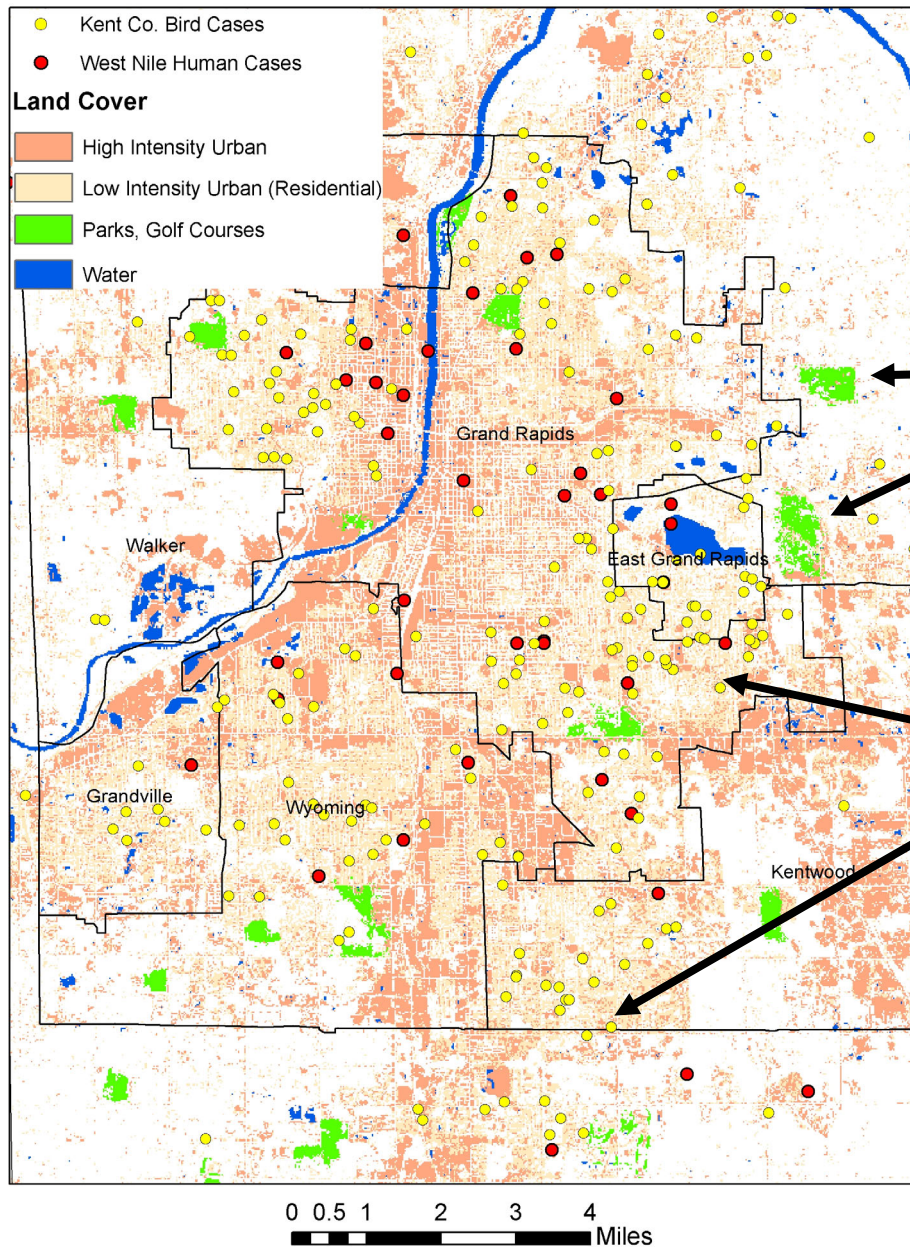 Kent Co. Bird Cases
West Nile Human Cases
Land Cover
High Intensity Urban
Low Intensity Urban (Residential)
Parks, Golf Courses
Water
Grand Rapids
Walker
East Grand Rapids
Grandville
Wyoming
Kentwood
0 0.5 1 2 3 4
Miles